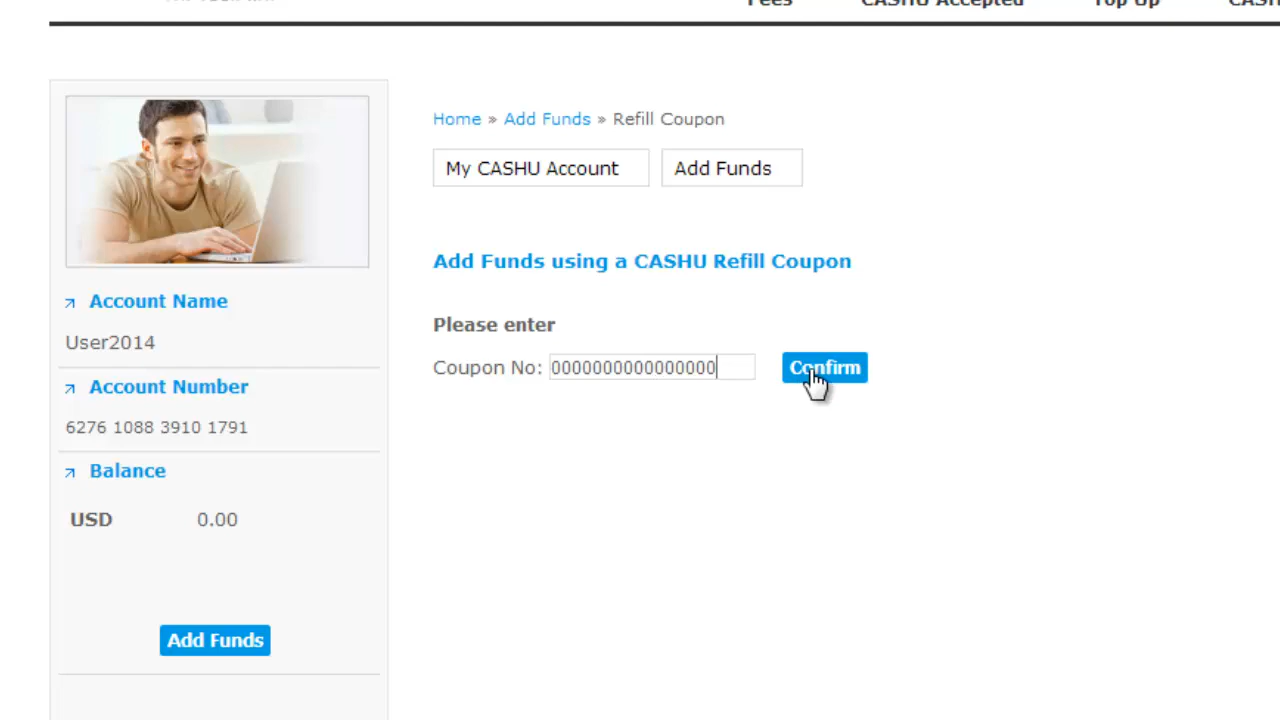 Fees CASHU Accepted Top Up CASH
Home » Add Funds » Refill Coupon
My CASHU Account Add Funds
Add Funds using a CASHU Refill Coupon
Account Name
Please enter
User2014
Coupon No: 0000000000000000 Confirm
Account Number
6276 1088 3910 1791
Balance
USD 0.00
Add Funds